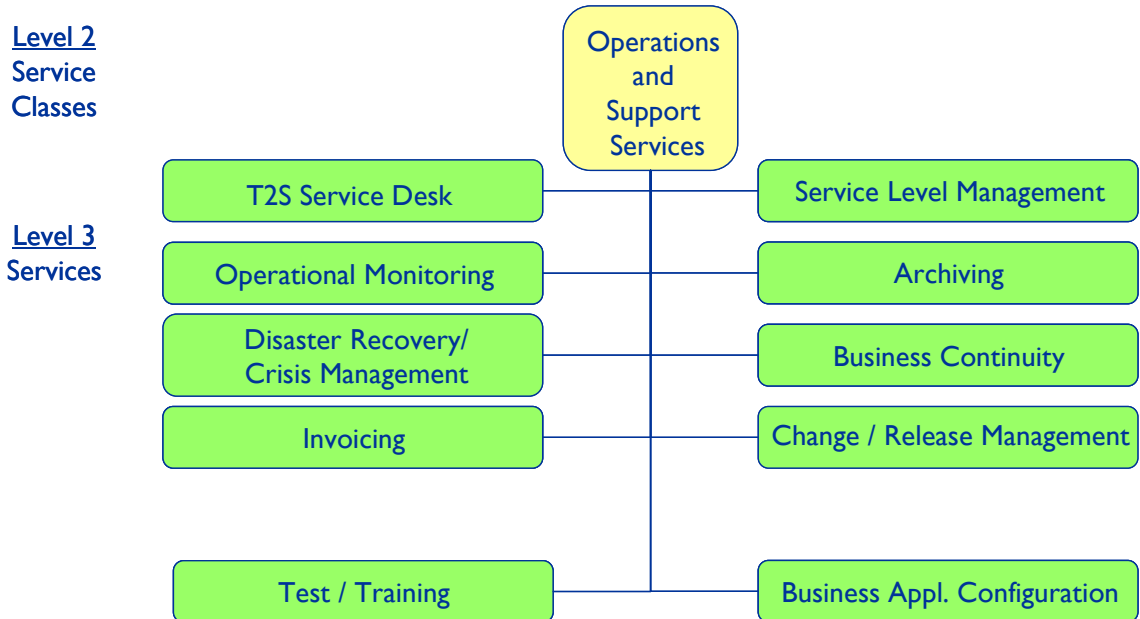 Level 2
Service
Classes
Operations
and
Support
Services
T2S Service Desk
Service Level Management
Level 3
Services
Operational Monitoring
Archiving
Disaster Recovery/
Crisis Management
Business Continuity
Invoicing
Change / Release Management
Test / Training
Business Appl. Configuration